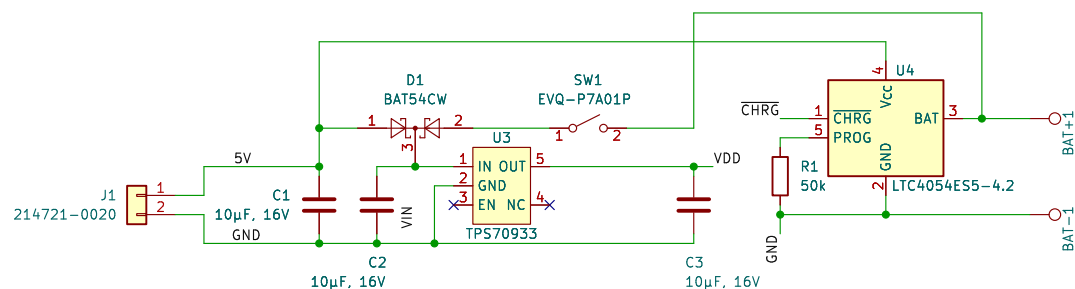 D1
BAT54CW
SW1
EVQ-P7A01P
U4
4
VCC
CHRG
1
CHRG
BAT
3
5
PROG
GND
2
LTC4054ES5-4.2
R1
50k
BAT+1
BAT-1
GND
1
2
3
1
2
U3
1
IN
OUT
5
2
GND
3
EN
NC
4
TPS70933
VDD
5V
J1
1
2
214721-0020
GND
C1
10µF, 16V
VIN
C2
10µF, 16V
C3
10µF, 16V